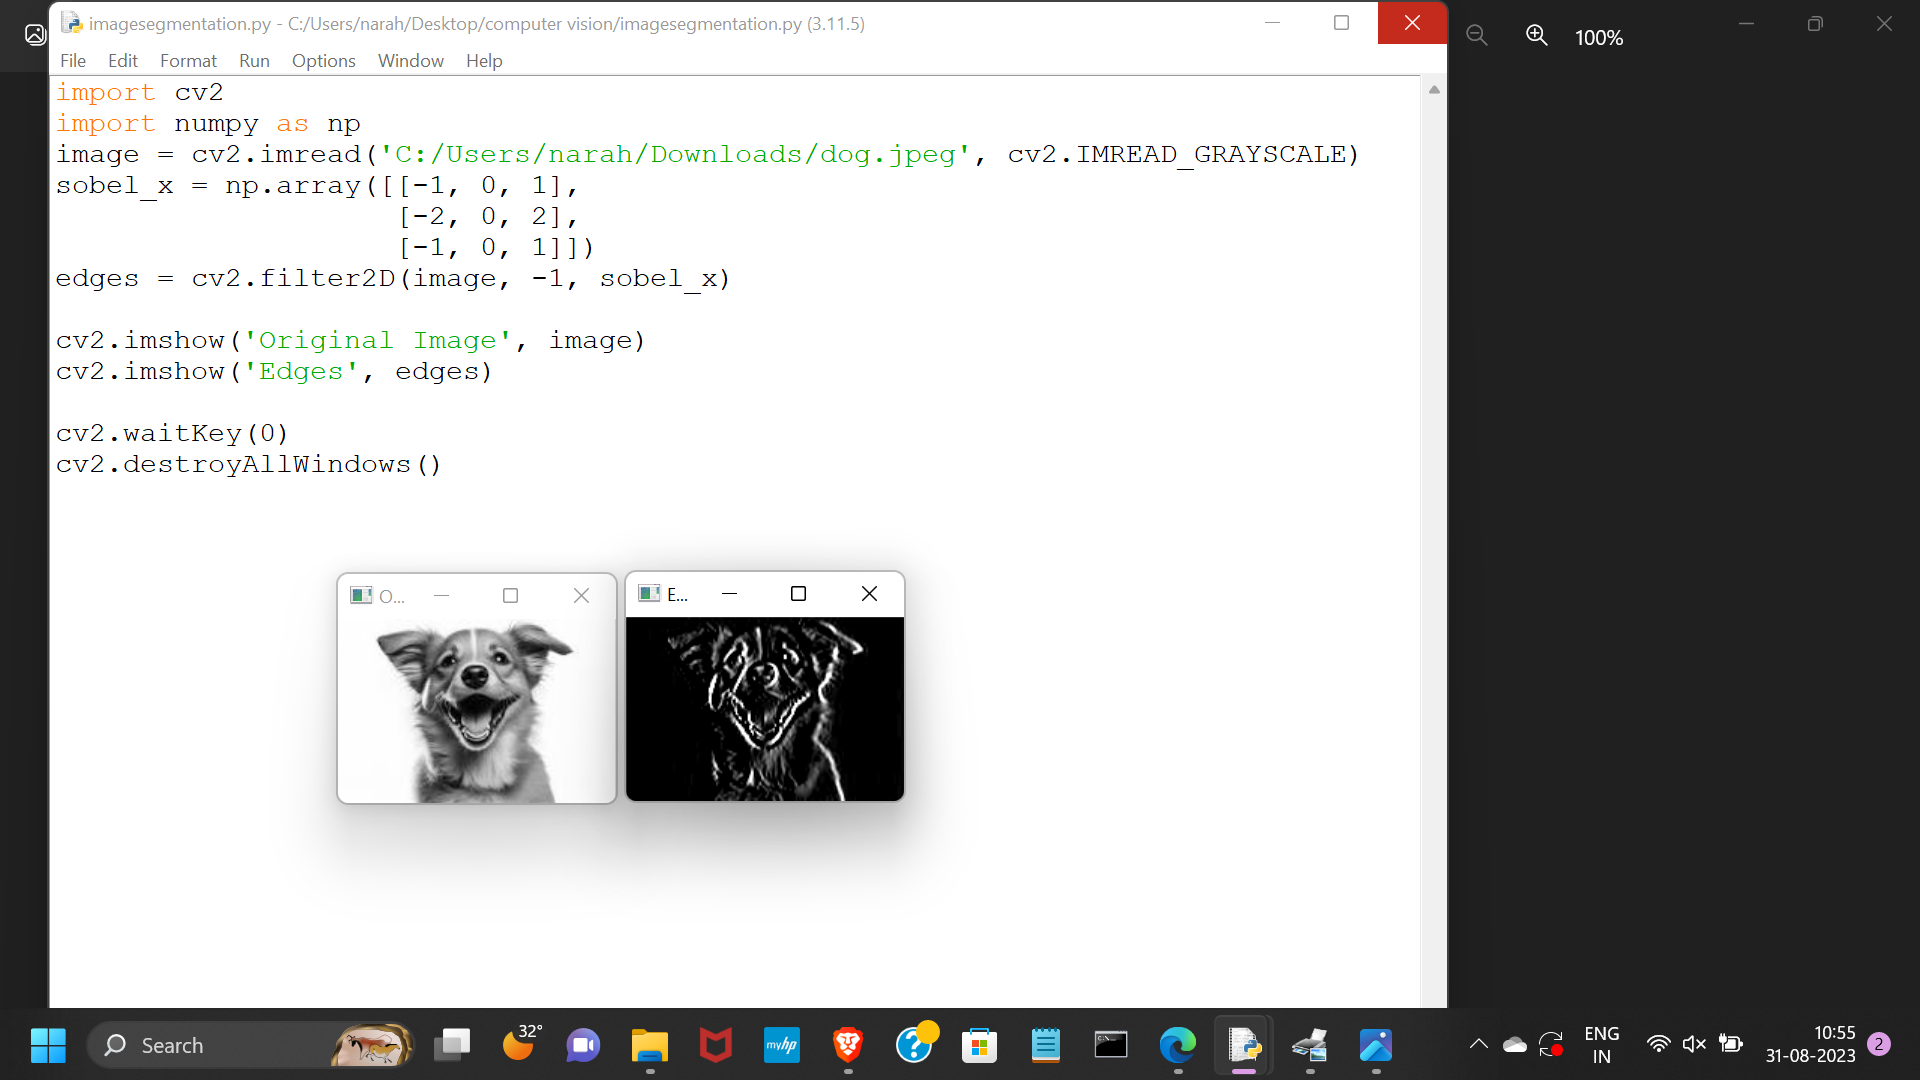 imagesegmentation.py - C:/Users/narah/Desktop/computer vision/imagesegmentation.py (3.11.5)
100%
File Edit Format Run Options Window Help
import cv2
import numpy as np
image = cv2.imread('C:/Users/narah/Downloads/dog.jpeg', cv2.IMREAD_GRAYSCALE)
sobel_x = np.array([[-1, 0, 1],
[-2, 0, 2],
[-1, 0, 1]])
edges = cv2.filter2D(image, -1, sobel_x)
cv2.imshow('Original Image', image)
cv2.imshow('Edges', edges)
cv2.waitKey(0)
cv2.destroyAllWindows()
O...
E...
Search
32°
myhp
C:\_
ENG
IN
10:55
31-08-2023
2